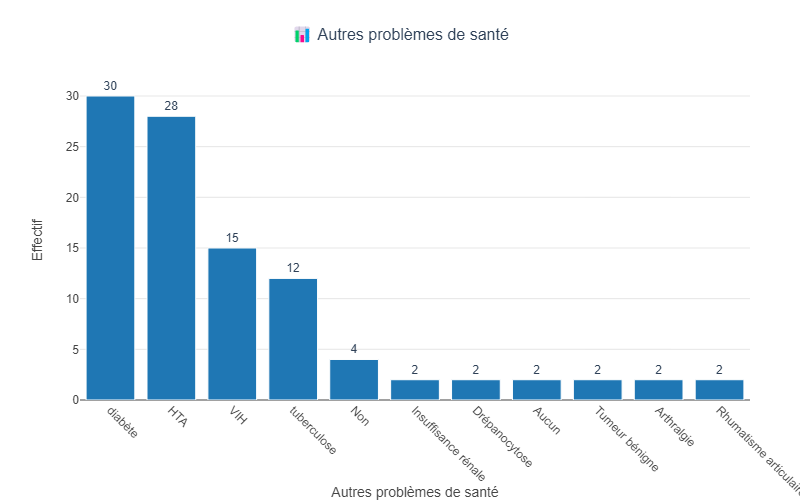 📊 Autres problèmes de santé
Effectif
30
25
20
15
10
5
0
30
28
15
12
4
2
2
2
2
2
2
diabète
HTA
VIH
tuberculose
Non
Insuffisance rénale
Drépanocytose
Aucun
Tumeur bénigne
Arthralgie
Rhumatisme articulaire
Autres problèmes de santé